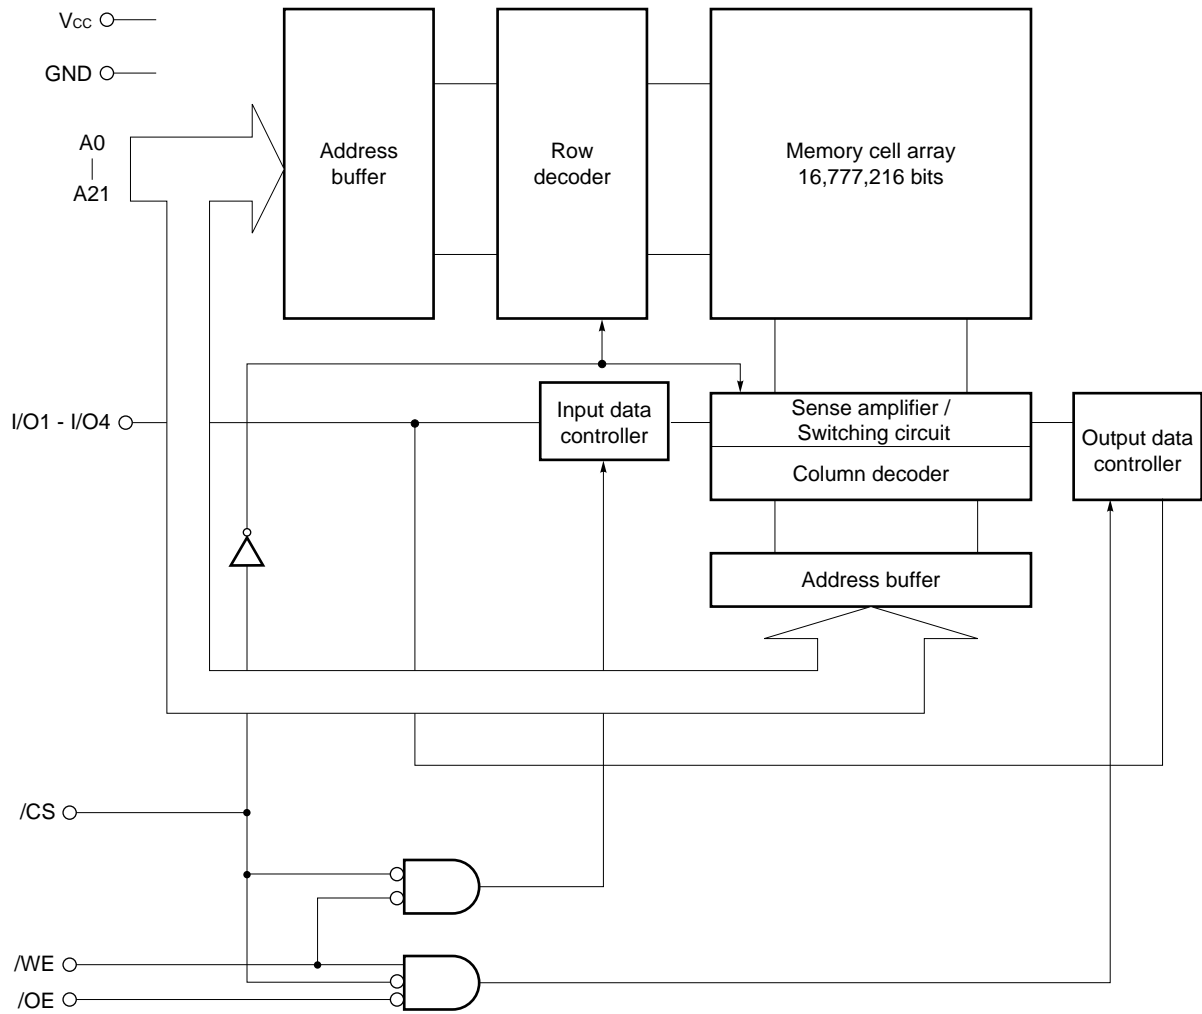 VCC
GND
A0
A21
Address
buffer
Row
decoder
Memory cell array
16,777,216 bits
I/O1 - I/O4
Input data
controller
Sense amplifier /
Switching circuit
Column decoder
Output data
controller
Address buffer
/CS
/WE
/OE